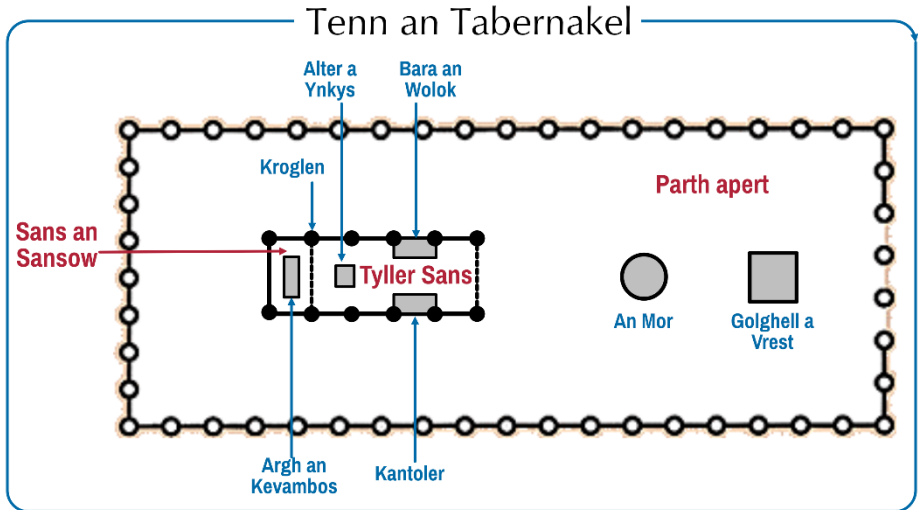 Tenn an Tabernakel
Alter a
Ynkys
Bara an
Wolok
Kroglen
Parth apert
Sans an
Sansow
Tyller Sans
An Mor
Golghell a
Vrest
Argh an
Kevambos
Kantoler